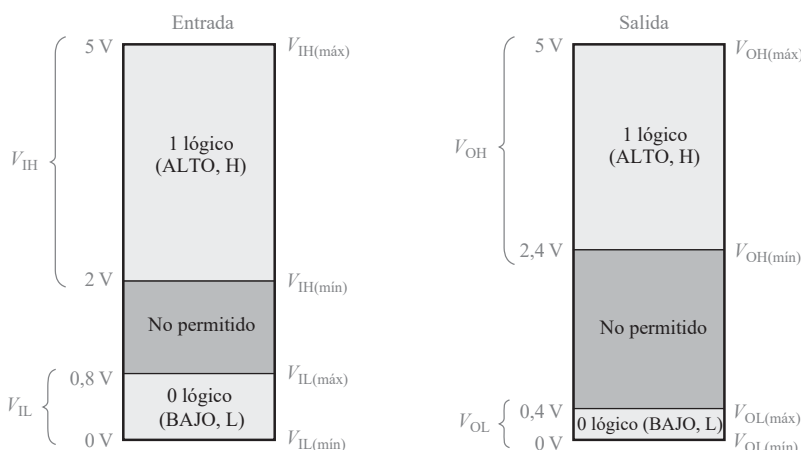 Entrada
5 V
V_IH(máx)
1 lógico
(ALTO, H)
V_IH
2 V
V_IH(mín)
No permitido
0,8 V
V_IL(máx)
0 lógico
(BAJO, L)
V_IL
0 V
V_IL(mín)
Salida
5 V
V_OH(máx)
1 lógico
(ALTO, H)
V_OH
2,4 V
V_OH(mín)
No permitido
0,4 V
V_OL(máx)
0 lógico (BAJO, L)
V_OL
0 V
V_OL(mín)